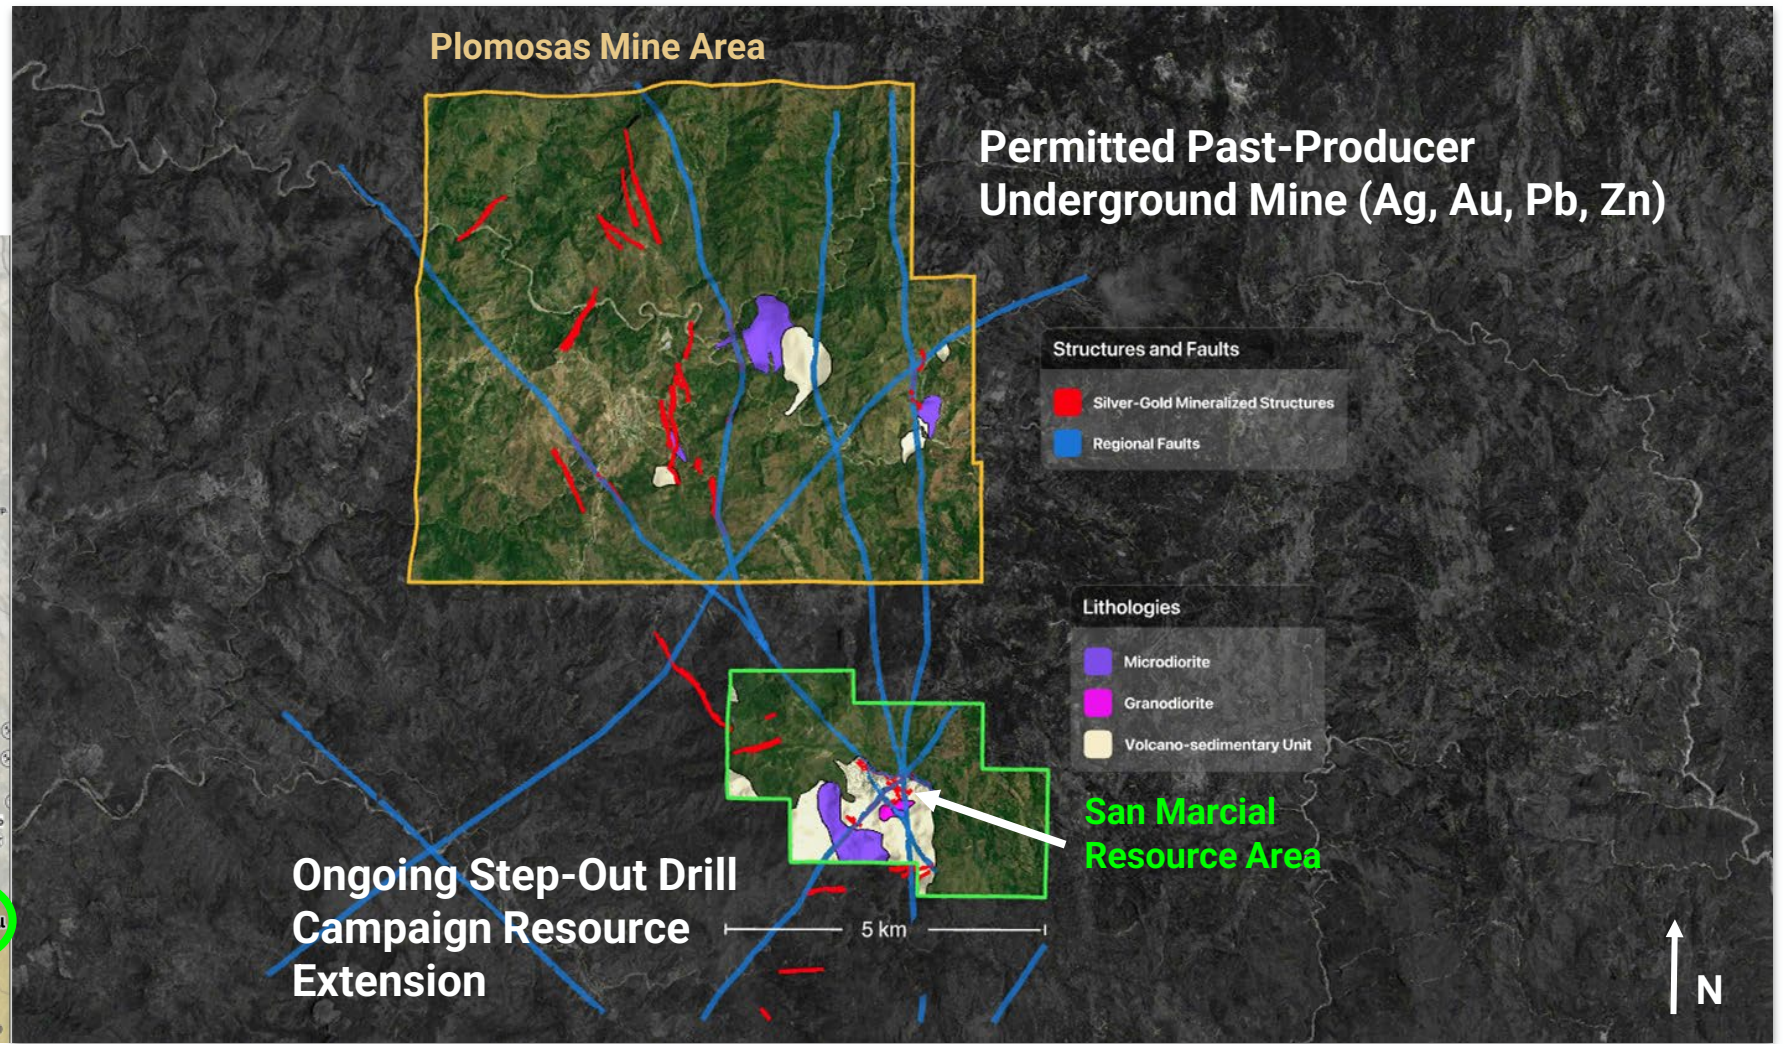 Plomosas Mine Area
Permitted Past-Producer
Underground Mine (Ag, Au, Pb, Zn)
Structures and Faults
Silver-Gold Mineralized Structures
Regional Faults
Lithologies
Microdiorite
Granodiorite
Volcano-sedimentary Unit
San Marcial
Resource Area
Ongoing Step-Out Drill
Campaign Resource
Extension
5 km
N